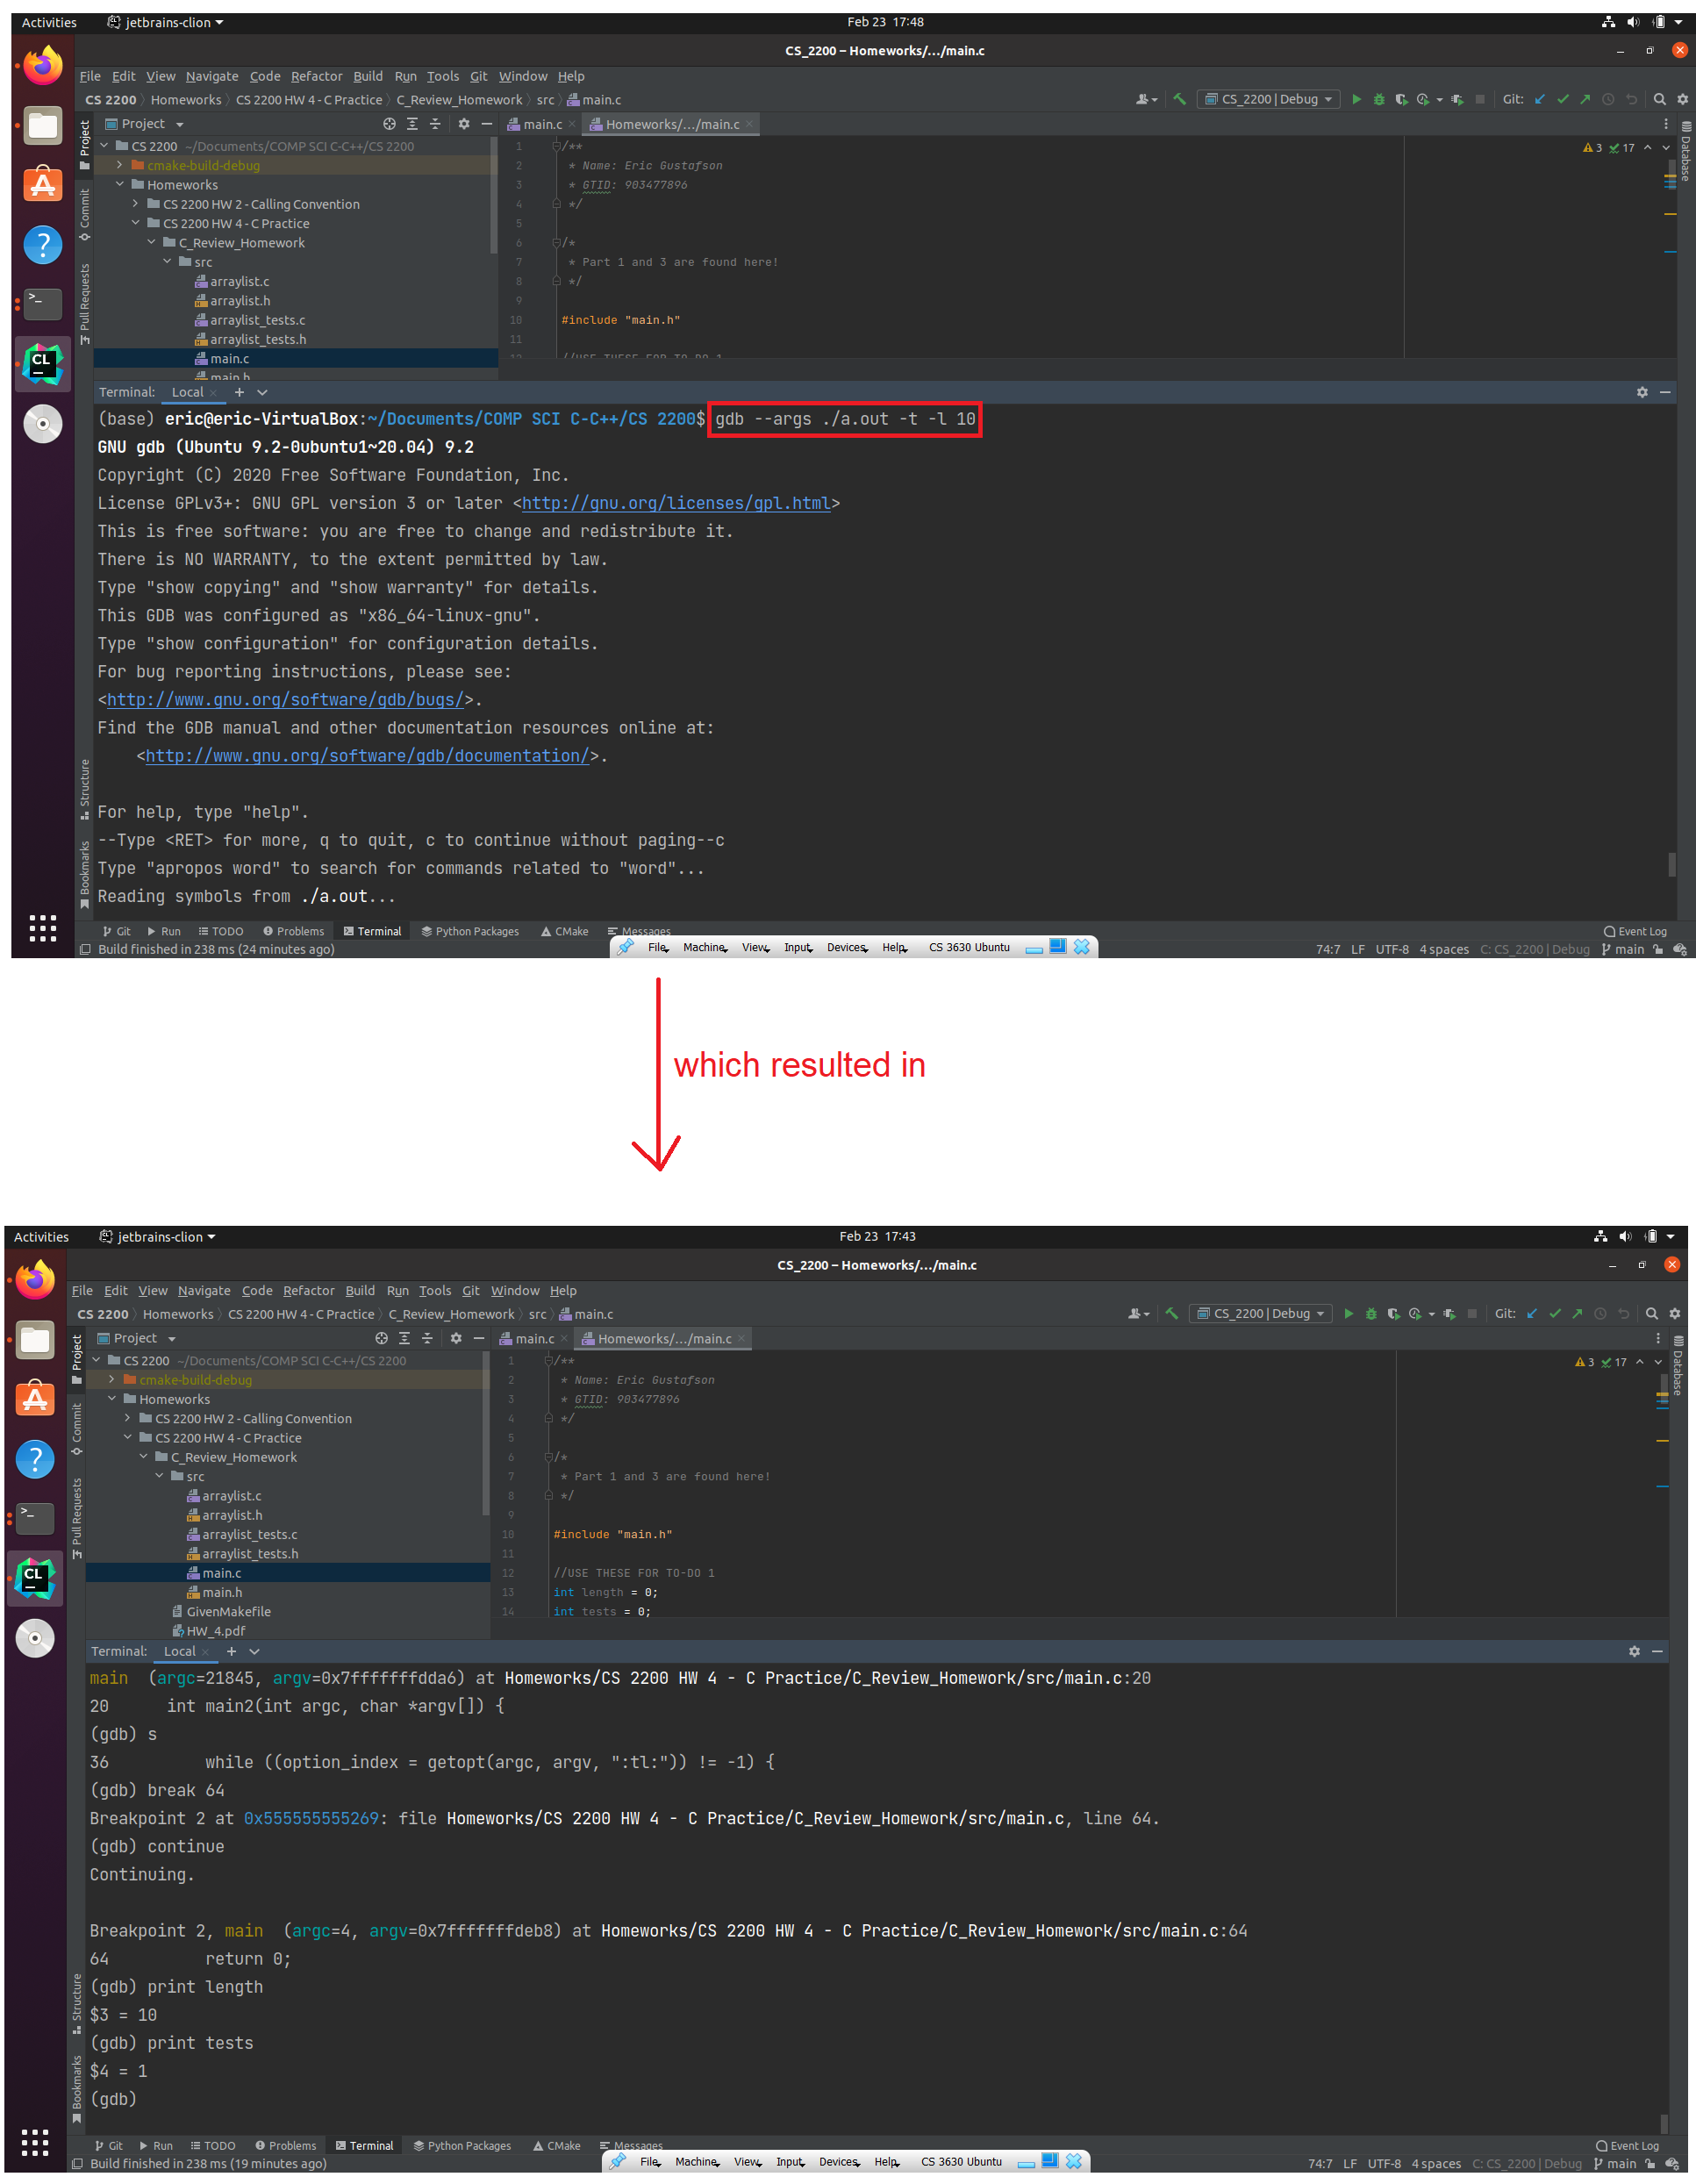 Activities jetbrains-clion Feb 23 17:48
CS_2200 – Homeworks/.../main.c
File Edit View Navigate Code Refactor Build Run Tools Git Window Help
CS 2200 Homeworks CS 2200 HW 4 - C Practice C_Review_Homework src main.c CS_2200 | Debug Git:
Project main.c Homeworks/.../main.c
CS 2200 ~/Documents/COMP SCI C-C++/CS 2200 1 /** 3 17
cmake-build-debug 2 * Name: Eric Gustafson
Homeworks 3 * GTID: 903477896
CS 2200 HW 2 - Calling Convention 4 */
CS 2200 HW 4 - C Practice 5
C_Review_Homework 6 /*
src 7 * Part 1 and 3 are found here!
arraylist.c 8 */
arraylist.h 9
arraylist_tests.c 10 #include "main.h"
arraylist_tests.h 11
main.c 12 //USE THESE FOR TO-DO 1
main.h
Project
Commit
Pull Requests
Structure
Bookmarks
Database
Terminal: Local
(base) eric@eric-VirtualBox:~/Documents/COMP SCI C-C++/CS 2200$ gdb --args ./a.out -t -l 10
GNU gdb (Ubuntu 9.2-0ubuntu1~20.04) 9.2
Copyright (C) 2020 Free Software Foundation, Inc.
License GPLv3+: GNU GPL version 3 or later <http://gnu.org/licenses/gpl.html>
This is free software: you are free to change and redistribute it.
There is NO WARRANTY, to the extent permitted by law.
Type "show copying" and "show warranty" for details.
This GDB was configured as "x86_64-linux-gnu".
Type "show configuration" for configuration details.
For bug reporting instructions, please see:
<http://www.gnu.org/software/gdb/bugs/>.
Find the GDB manual and other documentation resources online at:
<http://www.gnu.org/software/gdb/documentation/>.
For help, type "help".
--Type <RET> for more, q to quit, c to continue without paging--c
Type "apropos word" to search for commands related to "word"...
Reading symbols from ./a.out...
Git Run TODO Problems Terminal Python Packages CMake Messages Event Log
Build finished in 238 ms (24 minutes ago) File Machine View Input Devices Help CS 3630 Ubuntu 74:7 LF UTF-8 4 spaces C: CS_2200 | Debug main
which resulted in
Activities jetbrains-clion Feb 23 17:43
CS_2200 – Homeworks/.../main.c
File Edit View Navigate Code Refactor Build Run Tools Git Window Help
CS 2200 Homeworks CS 2200 HW 4 - C Practice C_Review_Homework src main.c CS_2200 | Debug Git:
Project main.c Homeworks/.../main.c
CS 2200 ~/Documents/COMP SCI C-C++/CS 2200 1 /** 3 17
cmake-build-debug 2 * Name: Eric Gustafson
Homeworks 3 * GTID: 903477896
CS 2200 HW 2 - Calling Convention 4 */
CS 2200 HW 4 - C Practice 5
C_Review_Homework 6 /*
src 7 * Part 1 and 3 are found here!
arraylist.c 8 */
arraylist.h 9
arraylist_tests.c 10 #include "main.h"
arraylist_tests.h 11
main.c 12 //USE THESE FOR TO-DO 1
main.h 13 int length = 0;
GivenMakefile 14 int tests = 0;
HW_4.pdf
Project
Commit
Pull Requests
Structure
Bookmarks
Database
Terminal: Local
main (argc=21845, argv=0x7fffffffdda6) at Homeworks/CS 2200 HW 4 - C Practice/C_Review_Homework/src/main.c:20
20 int main2(int argc, char *argv[]) {
(gdb) s
36 while ((option_index = getopt(argc, argv, ":tl:")) != -1) {
(gdb) break 64
Breakpoint 2 at 0x555555555269: file Homeworks/CS 2200 HW 4 - C Practice/C_Review_Homework/src/main.c, line 64.
(gdb) continue
Continuing.
Breakpoint 2, main (argc=4, argv=0x7fffffffdeb8) at Homeworks/CS 2200 HW 4 - C Practice/C_Review_Homework/src/main.c:64
64 return 0;
(gdb) print length
$3 = 10
(gdb) print tests
$4 = 1
(gdb)
Git Run TODO Problems Terminal Python Packages CMake Messages Event Log
Build finished in 238 ms (19 minutes ago) File Machine View Input Devices Help CS 3630 Ubuntu 74:7 LF UTF-8 4 spaces C: CS_2200 | Debug main